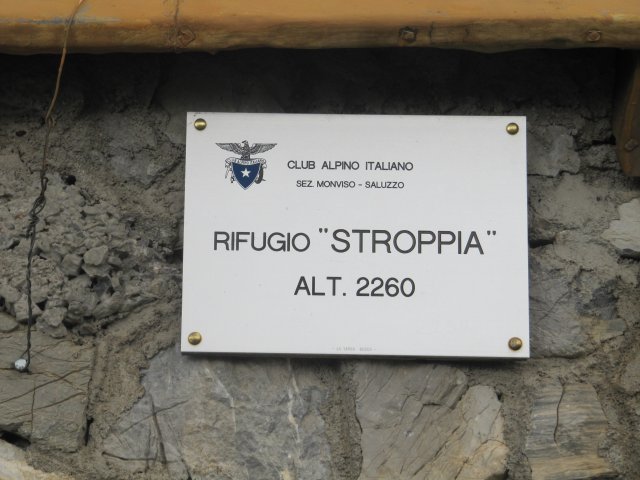 CLUB ALPINO ITALIANO
SEZ. MONVISO - SALUZZO
RIFUGIO "STROPPIA"
ALT. 2260